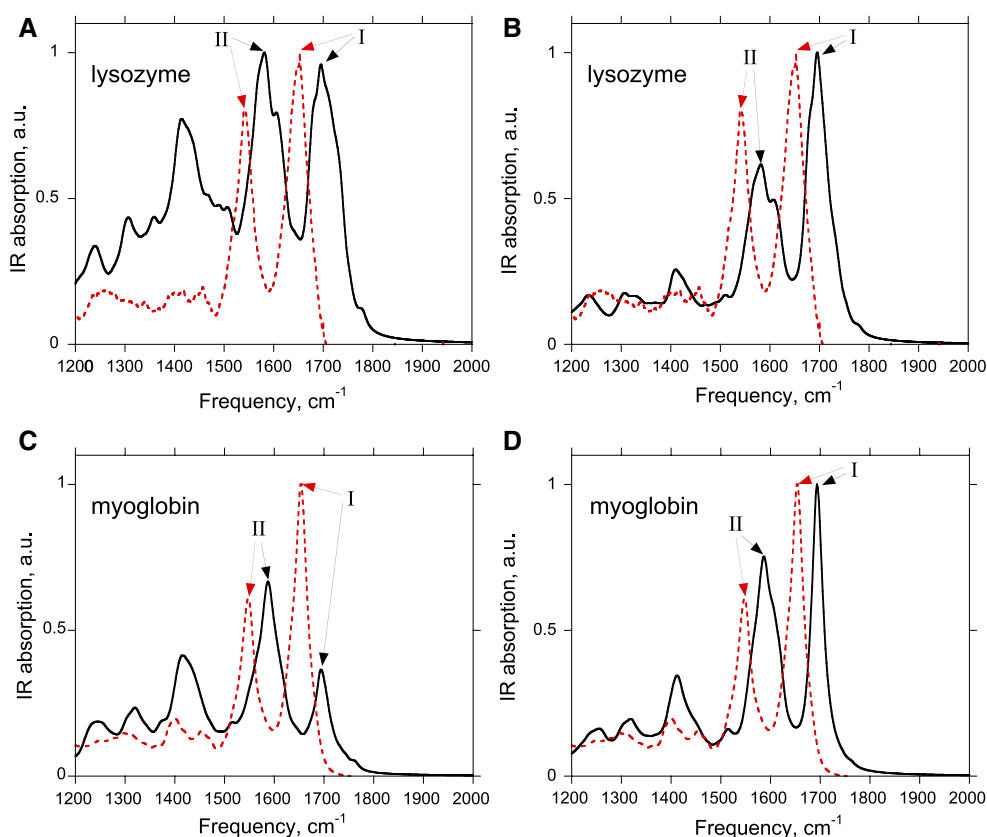 A
IR absorption, a.u.
1
0.5
0
lysozyme
II
I
1200 1300 1400 1500 1600 1700 1800 1900 2000
Frequency, cm-1
B
IR absorption, a.u.
1
0.5
0
lysozyme
II
I
1200 1300 1400 1500 1600 1700 1800 1900 2000
Frequency, cm-1
C
IR absorption, a.u.
1
0.5
0
myoglobin
II
I
1200 1300 1400 1500 1600 1700 1800 1900 2000
Frequency, cm-1
D
IR absorption, a.u.
1
0.5
0
myoglobin
II
I
1200 1300 1400 1500 1600 1700 1800 1900 2000
Frequency, cm-1